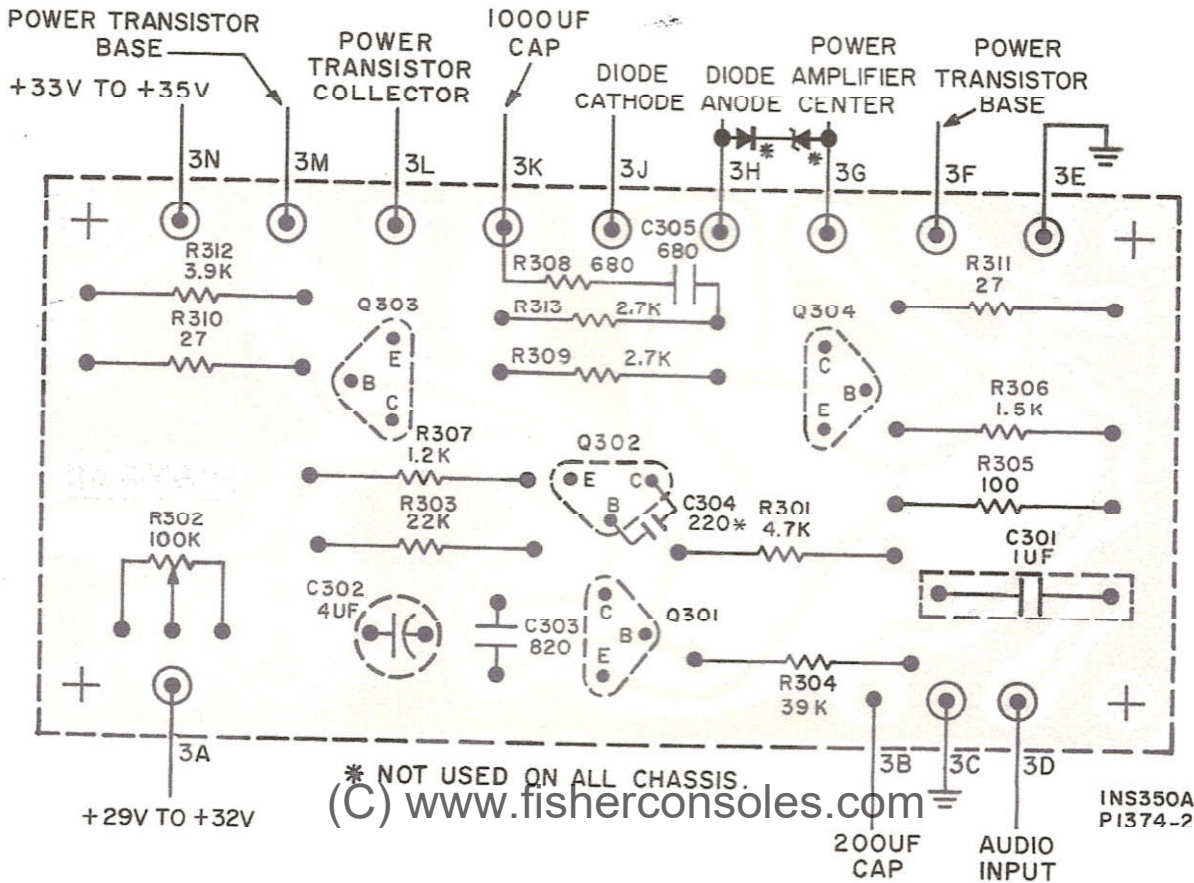 POWER TRANSISTOR
BASE
+33V TO +35V
POWER
TRANSISTOR
COLLECTOR
1000UF
CAP
DIODE
CATHODE
DIODE
ANODE
POWER
AMPLIFIER
CENTER
POWER
TRANSISTOR
BASE
3N
3M
3L
3K
3J
3H
*
*
3G
3F
3E
R312
3.9K
R310
27
Q303
E
B
C
R308
680
C305
680
R313
2.7K
R309
2.7K
Q304
C
B
E
R311
27
R306
1.5K
R305
100
R307
1.2K
R303
22K
Q302
E
C
B
C304
220*
R301
4.7K
C301
1UF
R302
100K
C302
4UF
C303
820
C
B
E
Q301
R304
39K
3A
+29V TO +32V
* NOT USED ON ALL CHASSIS.
(C) www.fisherconsoles.com
3B
3C
3D
200UF
CAP
AUDIO
INPUT
INS350A
P1374-2